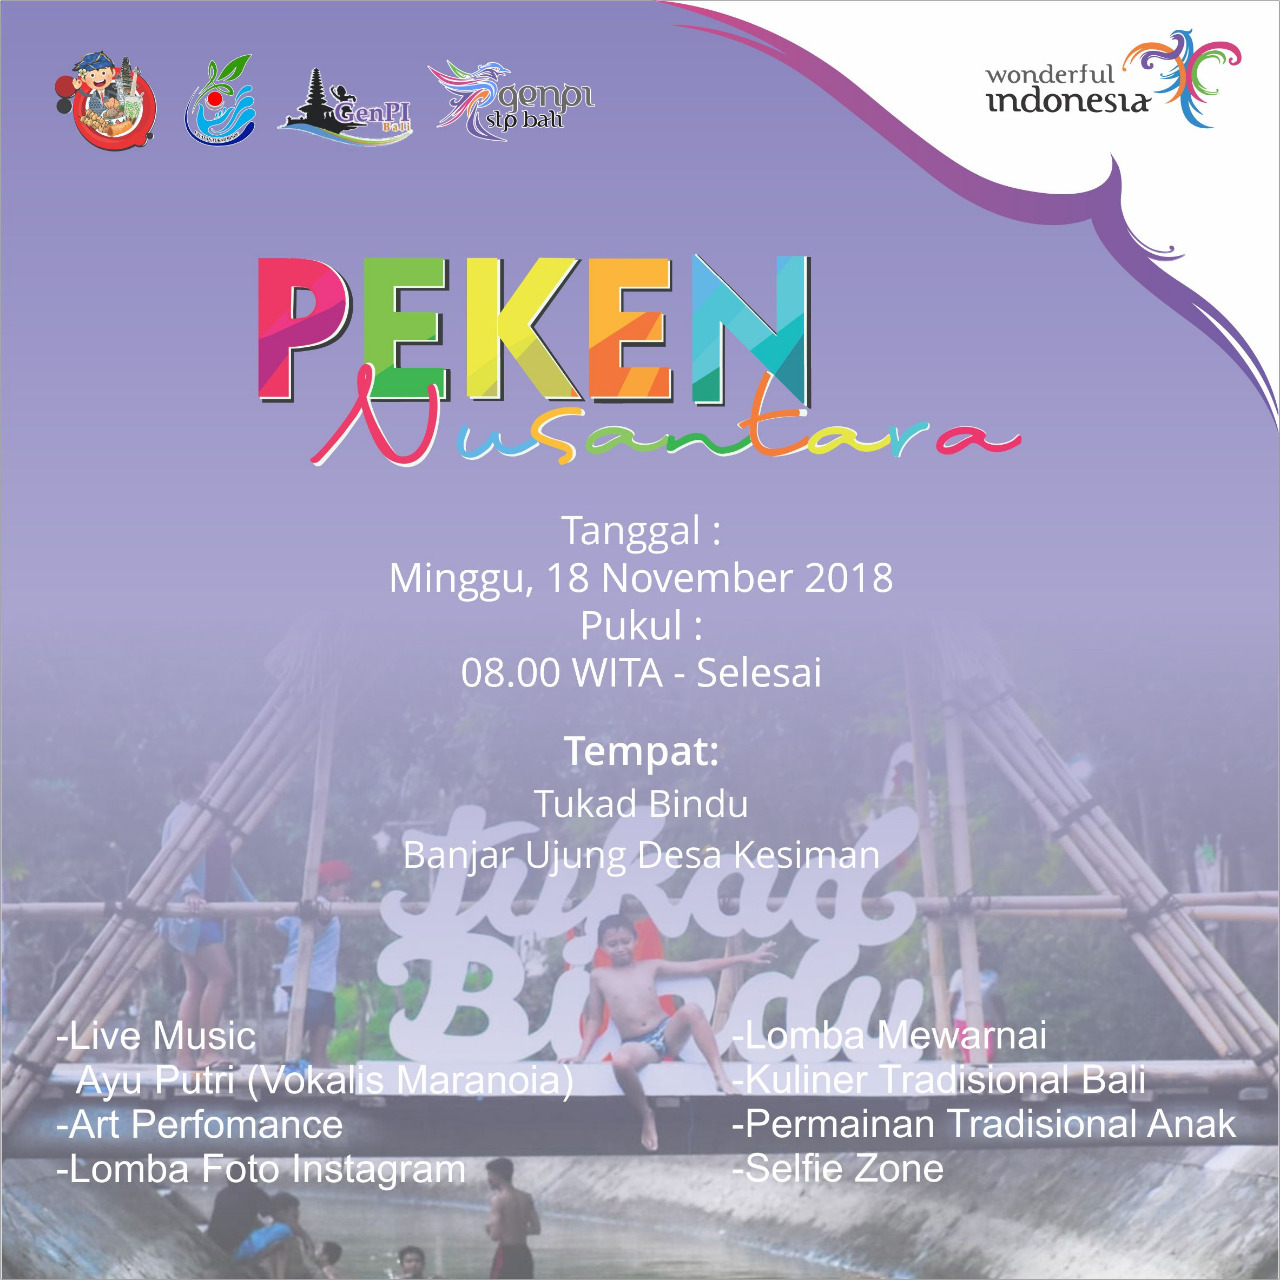 GenPI
Bali
genpi
stp bali
wonderful
indonesia
PEKEN
Nusantara
Tanggal :
Minggu, 18 November 2018
Pukul :
08.00 WITA - Selesai
Tempat:
Tukad Bindu
Banjar Ujung Desa Kesiman
Tukad
Bindu
-Live Music
Ayu Putri (Vokalis Maranoia)
-Art Perfomance
-Lomba Foto Instagram
-Lomba Mewarnai
-Kuliner Tradisional Bali
-Permainan Tradisional Anak
-Selfie Zone